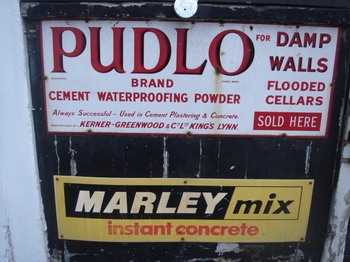 PUDLO
BRAND
CEMENT WATERPROOFING POWDER
Always Successful - Used in Cement Plastering & Concrete
KERNER-GREENWOOD & Co LTD KING'S LYNN.
FOR DAMP
WALLS
FLOODED
CELLARS
SOLD HERE
MARLEY mix
instant concrete